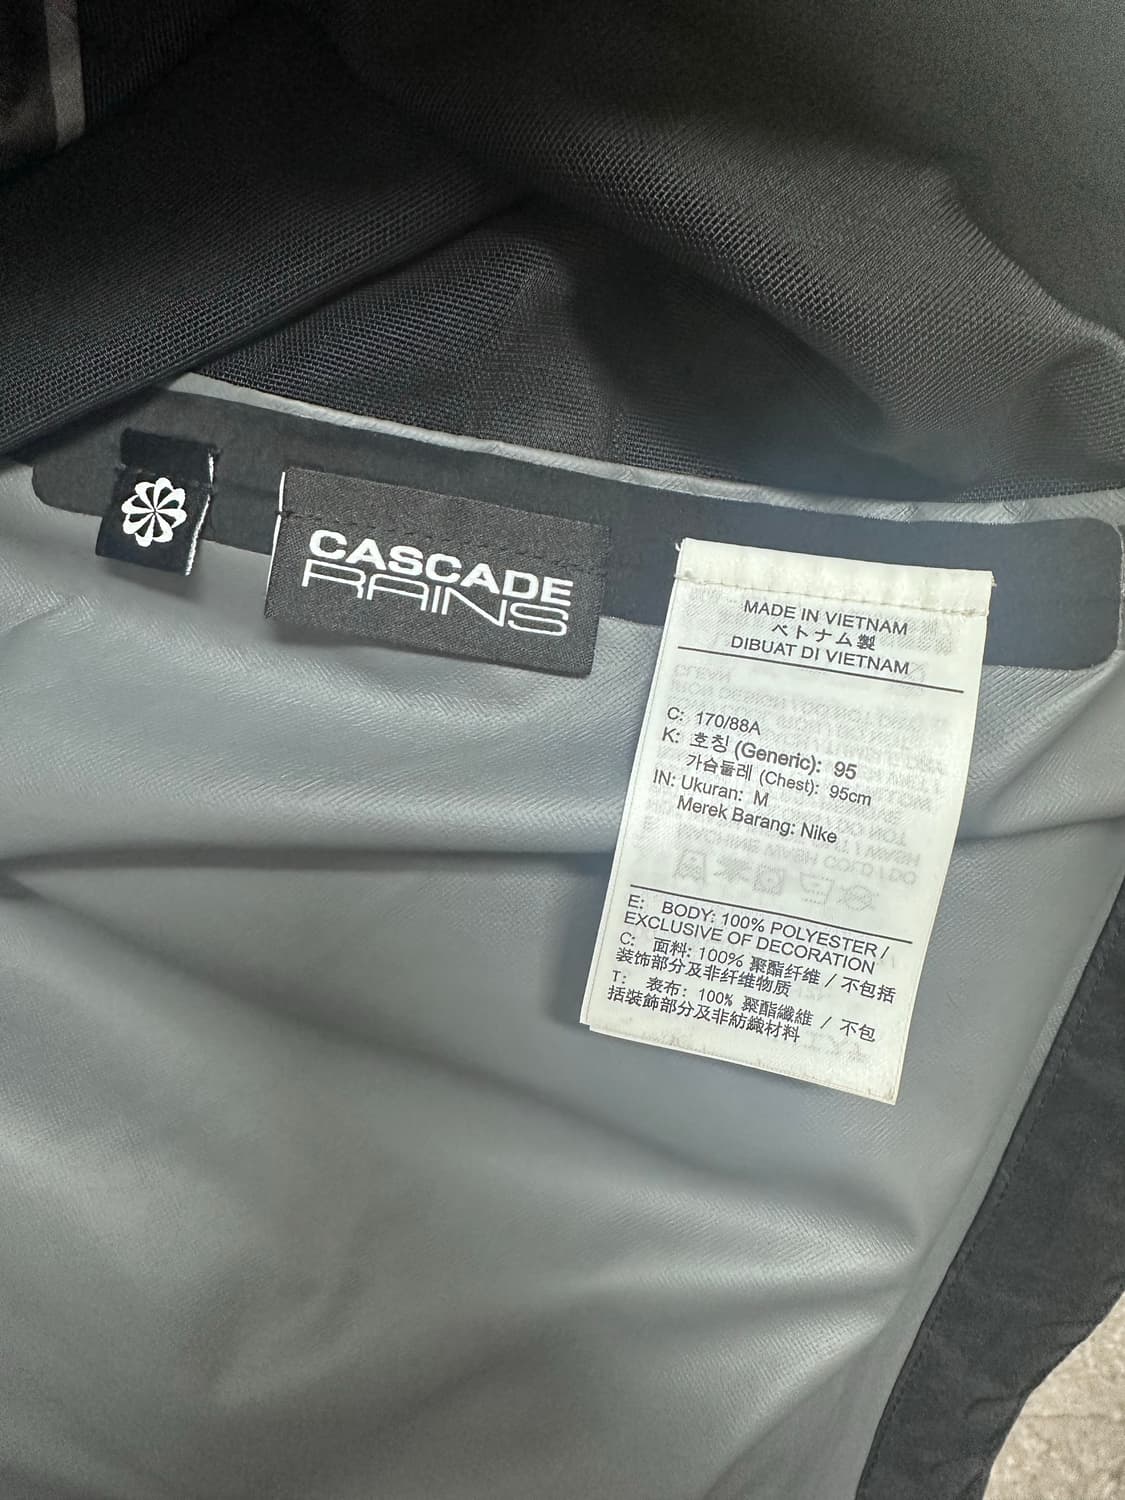 CASCADE
RAINS
MADE IN VIETNAM
ベトナム製
DIBUAT DI VIETNAM
C: 170/88A
K: 호칭 (Generic): 95
가슴둘레 (Chest): 95cm
IN: Ukuran: M
Merek Barang: Nike
E: BODY: 100% POLYESTER /
EXCLUSIVE OF DECORATION
C: 面料: 100% 聚酯纤维 / 不包括
装饰部分及非纤维物质
T: 表布: 100% 聚酯纖維 / 不包
括裝飾部分及非紡織材料